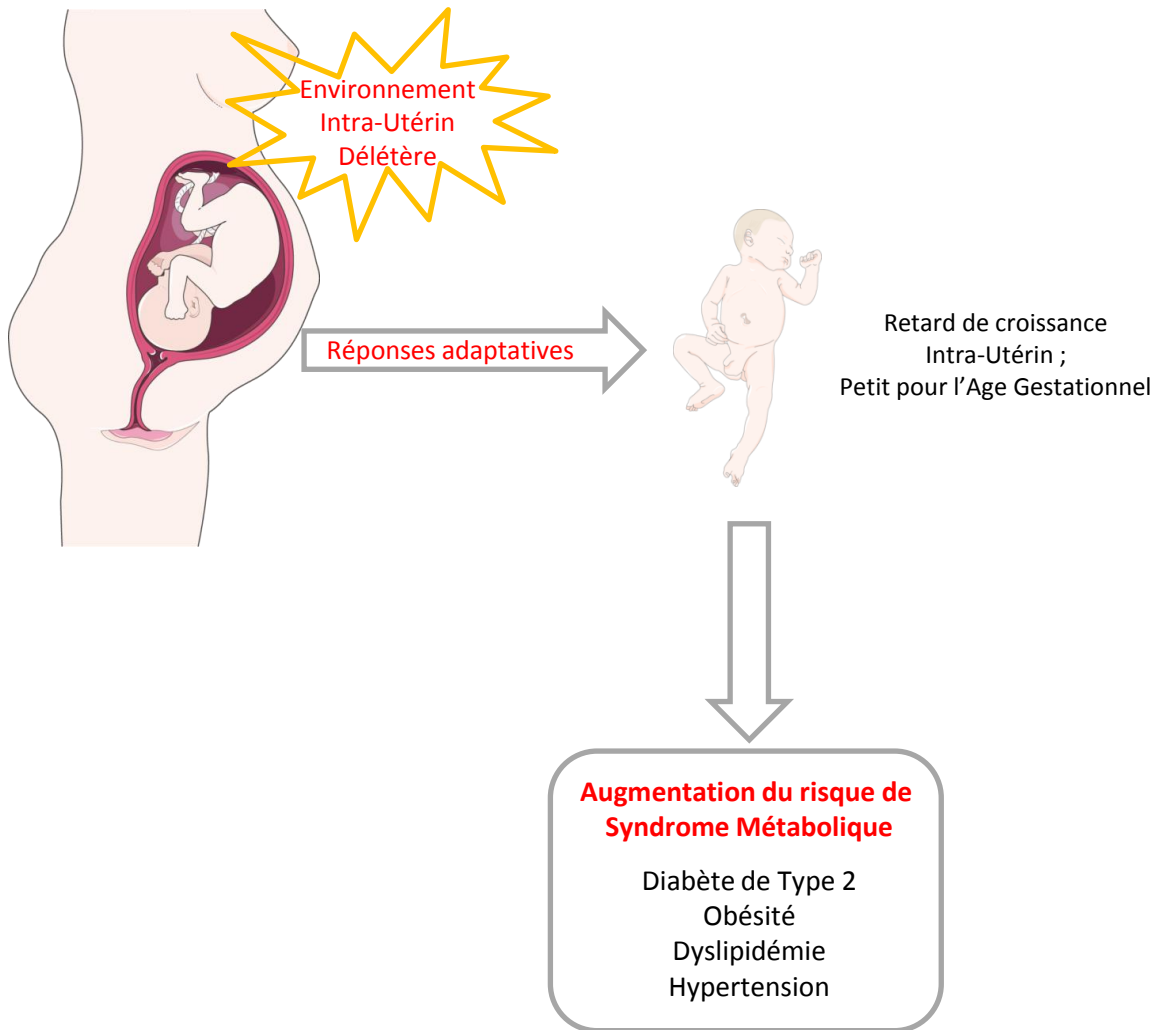 Environnement
Intra-Utérin
Délétère
Réponses adaptatives
Retard de croissance
Intra-Utérin ;
Petit pour l’Age Gestationnel
Augmentation du risque de
Syndrome Métabolique
Diabète de Type 2
Obésité
Dyslipidémie
Hypertension